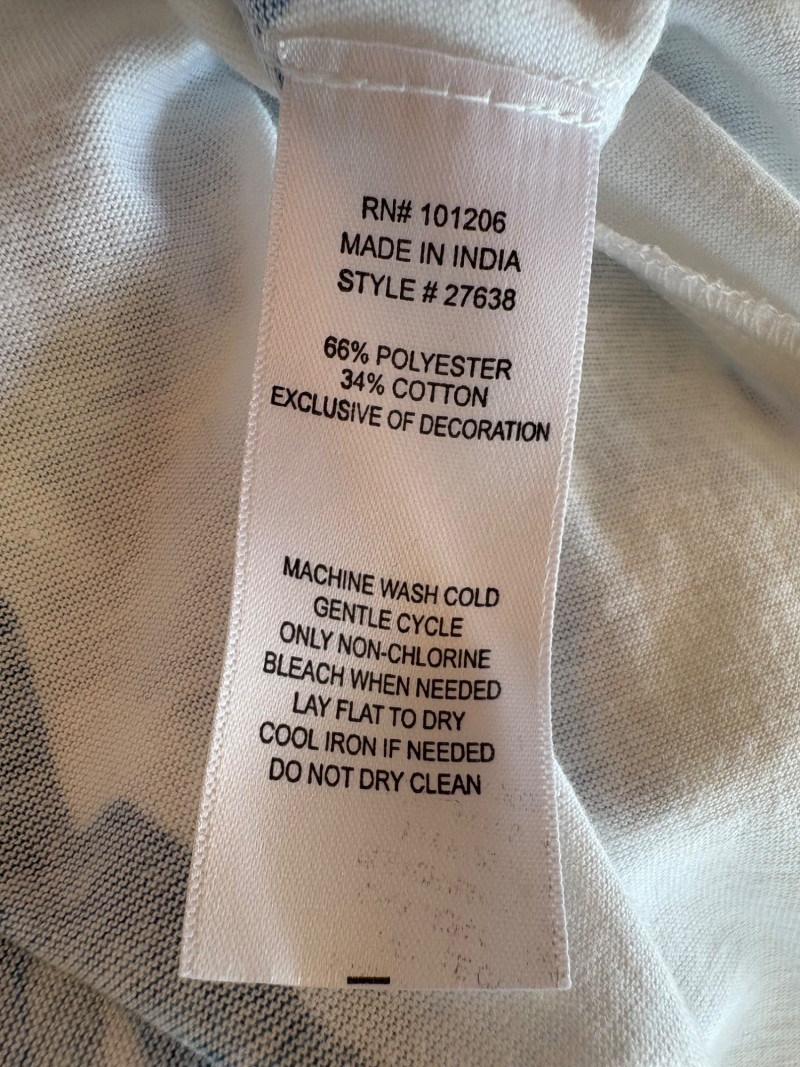 RN# 101206
MADE IN INDIA
STYLE # 27638
66% POLYESTER
34% COTTON
EXCLUSIVE OF DECORATION
MACHINE WASH COLD
GENTLE CYCLE
ONLY NON-CHLORINE
BLEACH WHEN NEEDED
LAY FLAT TO DRY
COOL IRON IF NEEDED
DO NOT DRY CLEAN